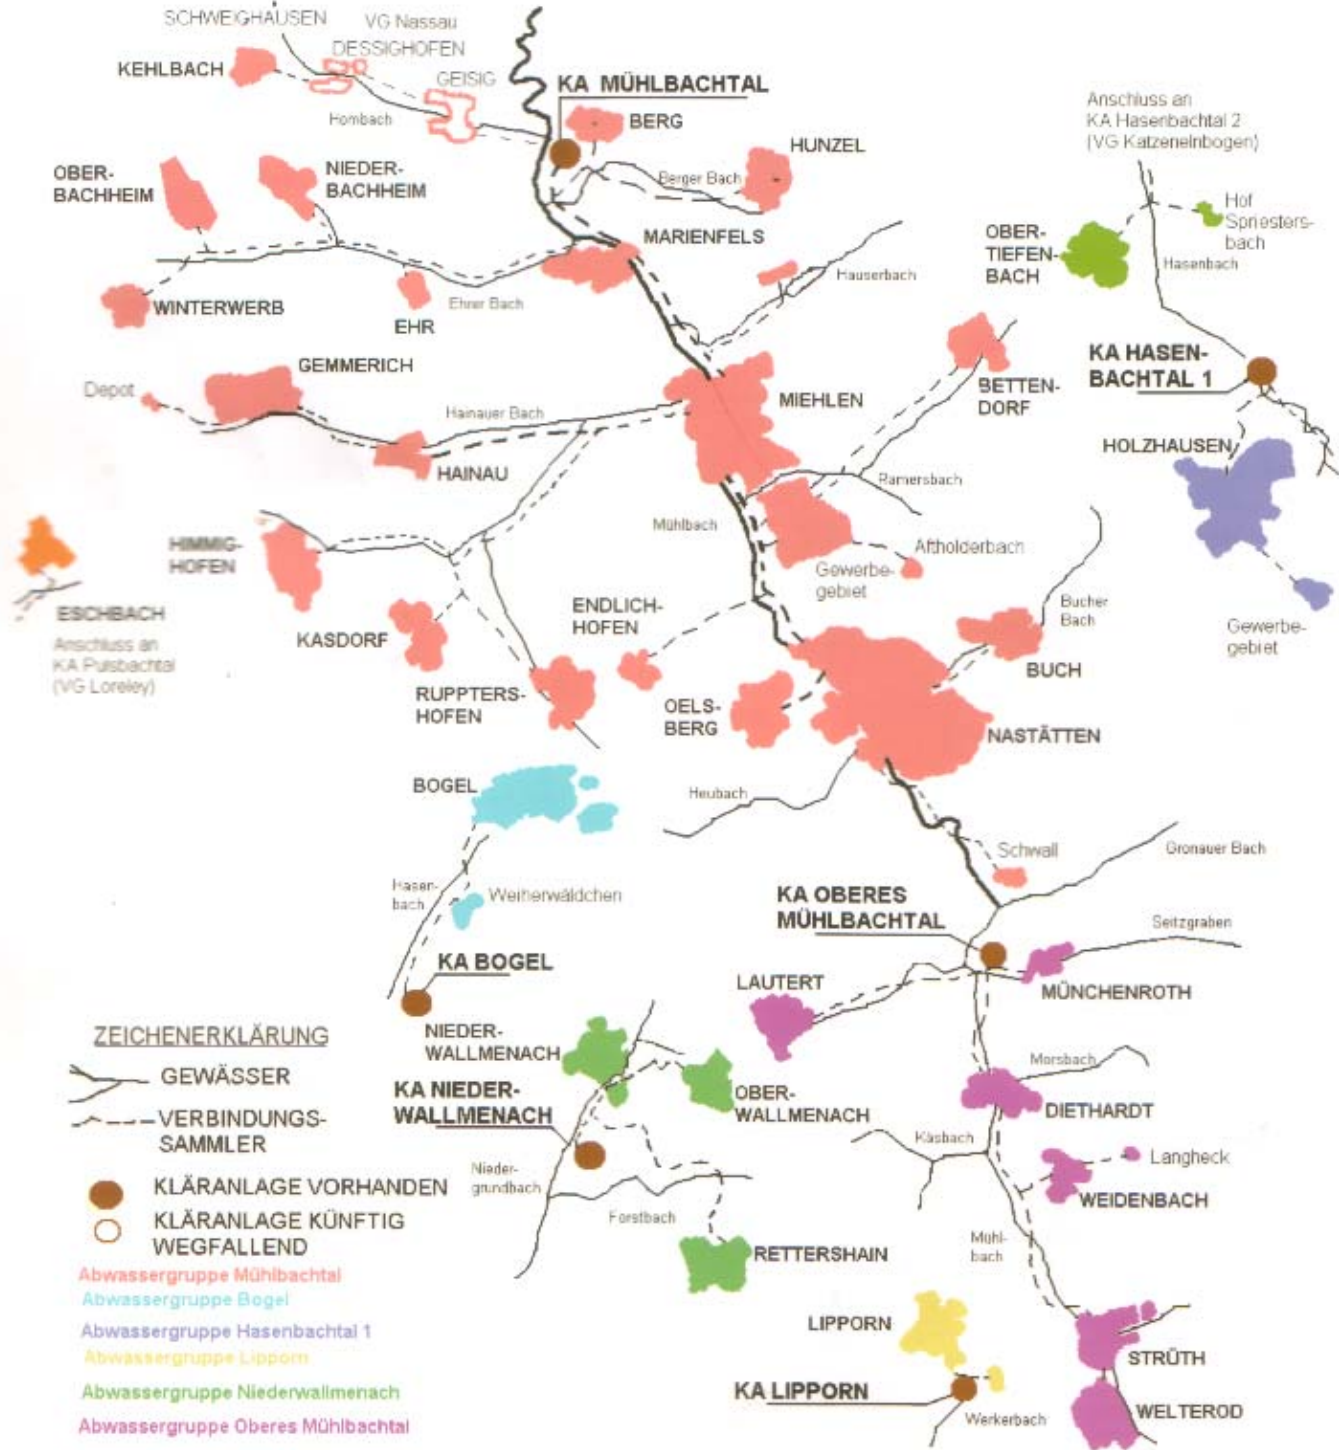 SCHWEIGHAUSEN
VG Nassau
DESSIGHOFEN
KEHLBACH
GEISIG
KA MÜHLBACHTAL
Hombach
BERG
HUNZEL
Anschluss an
KA Hasenbachtal 2
(VG Katzenelnbogen)
OBER-
BACHHEIM
NIEDER-
BACHHEIM
Berger Bach
Hof
Spriesters-
bach
OBER-
TIEFEN-
BACH
MARIENFELS
Hasenbach
Hauserbach
WINTERWERB
EHR
Ehrer Bach
KA HASEN-
BACHTAL 1
GEMMERICH
Depot
Hainauer Bach
MIEHLEN
BETTEN-
DORF
HOLZHAUSEN
HAINAU
Ramersbach
Mühlbach
HIMMIG-
HOFEN
Aftholderbach
Gewerbe-
gebiet
ESCHBACH
Anschluss an
KA Pulsbachtal
(VG Loreley)
KASDORF
ENDLICH-
HOFEN
Bucher
Bach
Gewerbe-
gebiet
BUCH
RUPPTERS-
HOFEN
OELS-
BERG
NASTÄTTEN
BOGEL
Heubach
Schwall
Gronauer Bach
Hasen-
bach
Weiherwäldchen
KA OBERES
MÜHLBACHTAL
Seitzgraben
KA BOGEL
LAUTERT
MÜNCHENROTH
NIEDER-
WALLMENACH
KA NIEDER-
WALLMENACH
OBER-
WALLMENACH
Morsbach
DIETHARDT
Käsbach
Langheck
WEIDENBACH
Nieder-
grundbach
Forstbach
Mühl-
bach
RETTERSHAIN
LIPPORN
STRÜTH
KA LIPPORN
Werkerbach
WELTEROD
ZEICHENERKLÄRUNG
GEWÄSSER
VERBINDUNGS-
SAMMLER
KLÄRANLAGE VORHANDEN
KLÄRANLAGE KÜNFTIG
WEGFALLEND
Abwassergruppe Mühlbachtal
Abwassergruppe Bogel
Abwassergruppe Hasenbachtal 1
Abwassergruppe Lipporn
Abwassergruppe Niederwallmenach
Abwassergruppe Oberes Mühlbachtal